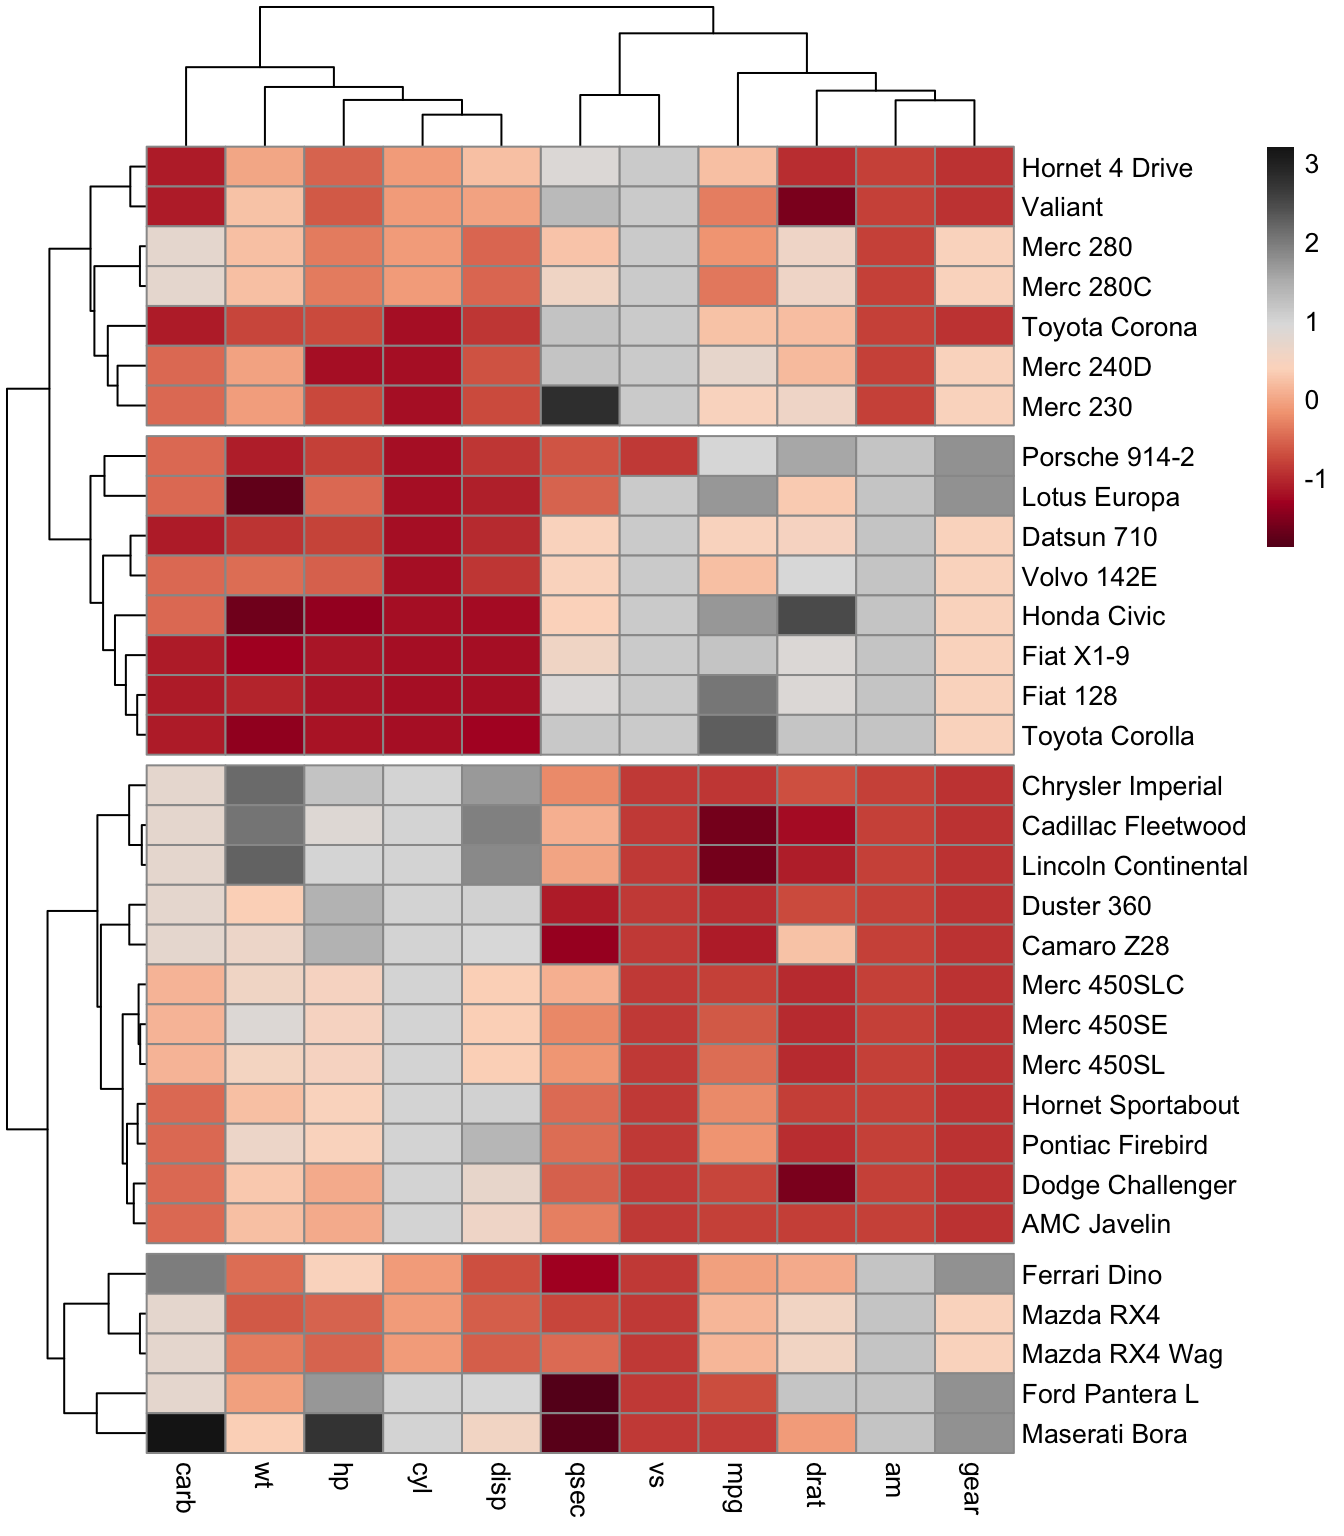 Hornet 4 Drive
Valiant
Merc 280
Merc 280C
Toyota Corona
Merc 240D
Merc 230
Porsche 914-2
Lotus Europa
Datsun 710
Volvo 142E
Honda Civic
Fiat X1-9
Fiat 128
Toyota Corolla
Chrysler Imperial
Cadillac Fleetwood
Lincoln Continental
Duster 360
Camaro Z28
Merc 450SLC
Merc 450SE
Merc 450SL
Hornet Sportabout
Pontiac Firebird
Dodge Challenger
AMC Javelin
Ferrari Dino
Mazda RX4
Mazda RX4 Wag
Ford Pantera L
Maserati Bora
3
2
1
0
-1
carb
wt
hp
cyl
disp
qsec
vs
mpg
drat
am
gear